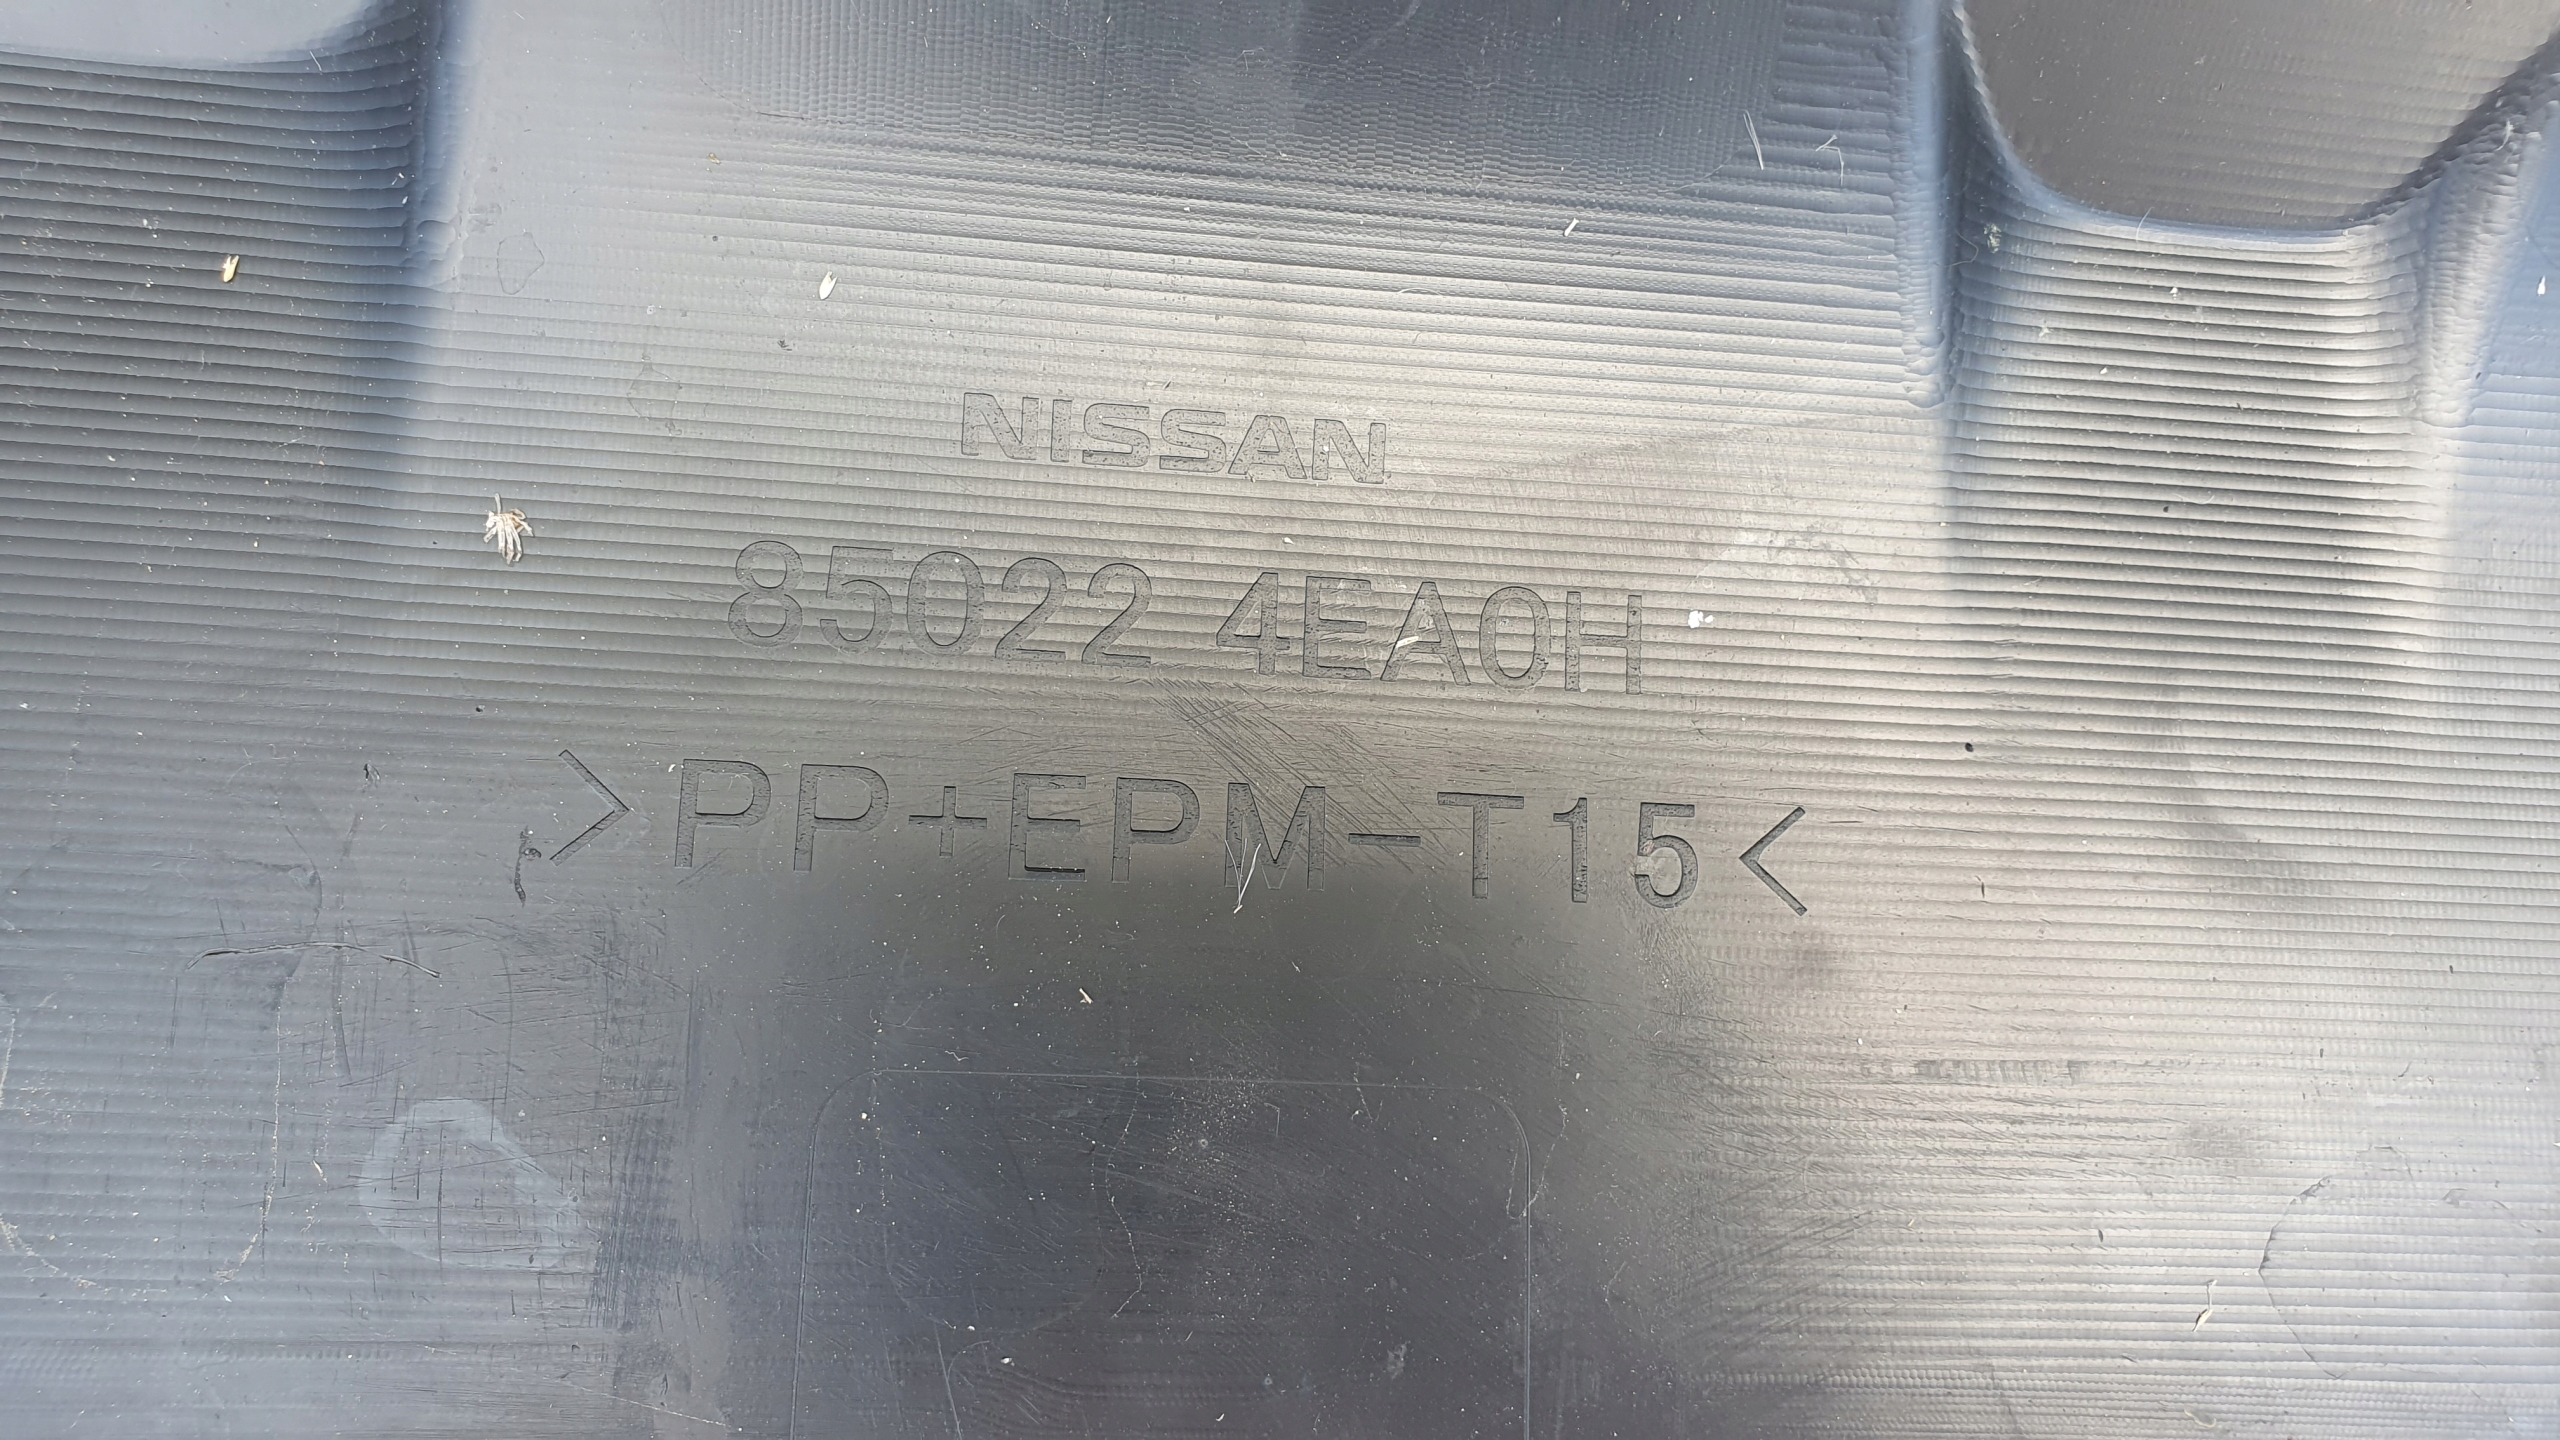 NISSAN
85022 4EA0H
>PP+EPM-T15<